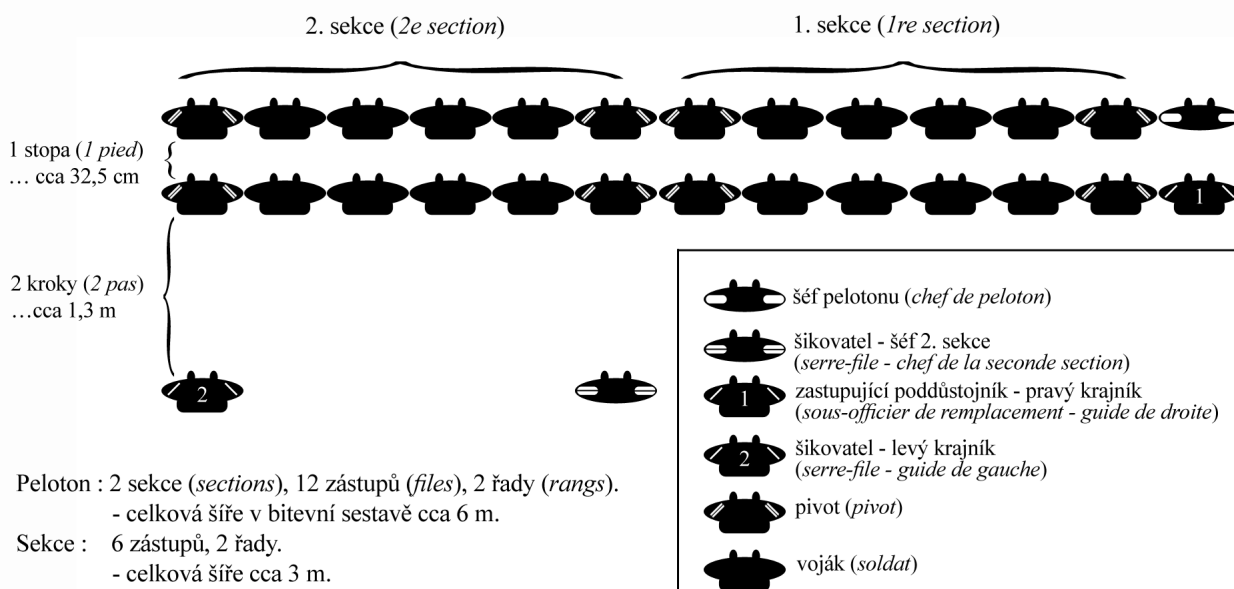 2. sekce (2e section)
1. sekce (1re section)
1 stopa (1 pied)
… cca 32,5 cm
1
2 kroky (2 pas)
…cca 1,3 m
2
šéf pelotonu (chef de peloton)
šikovatel - šéf 2. sekce
(serre-file - chef de la seconde section)
1
zastupující poddůstojník - pravý krajník
(sous-officier de remplacement - guide de droite)
2
šikovatel - levý krajník
(serre-file - guide de gauche)
pivot (pivot)
voják (soldat)
Peloton : 2 sekce (sections), 12 zástupů (files), 2 řady (rangs).
- celková šíře v bitevní sestavě cca 6 m.
Sekce : 6 zástupů, 2 řady.
- celková šíře cca 3 m.